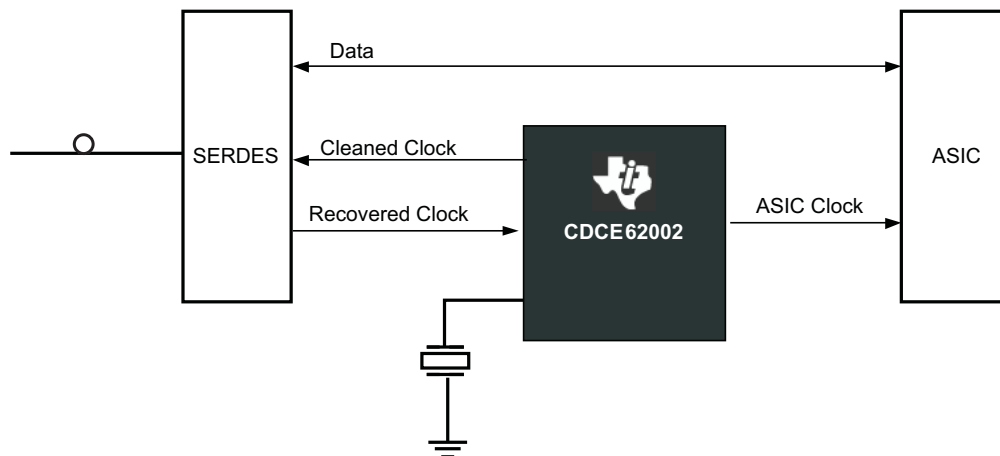 Data
SERDES
Cleaned Clock
Recovered Clock
CDCE62002
ASIC Clock
ASIC